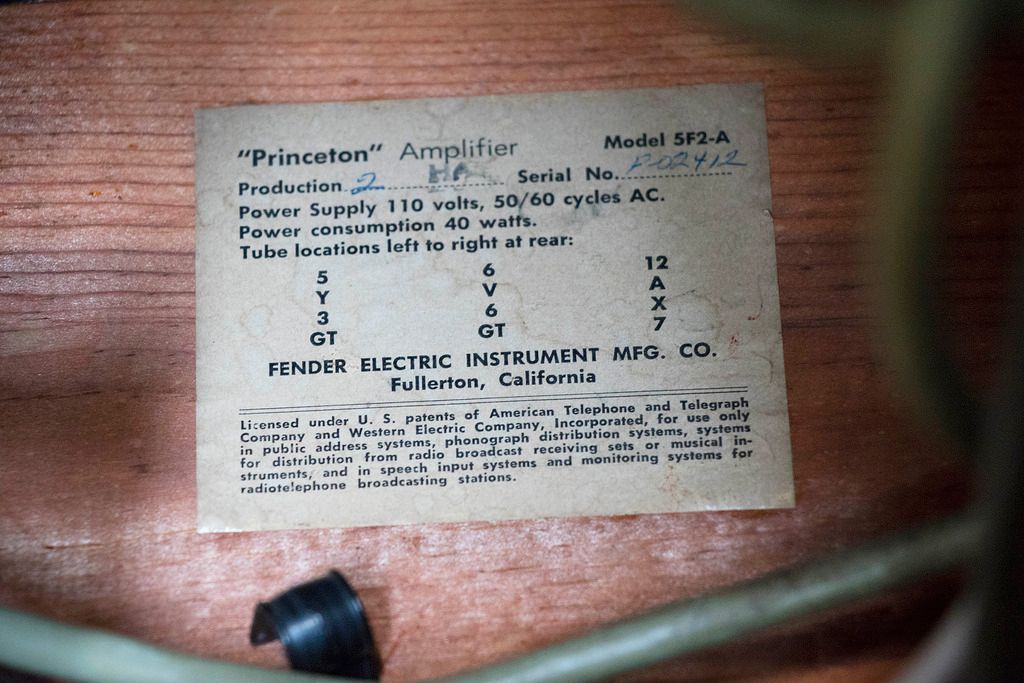 "Princeton" Amplifier Model 5F2-A
Production 2 HA Serial No. P-02412
Power Supply 110 volts, 50/60 cycles AC.
Power consumption 40 watts.
Tube locations left to right at rear:
5 6 12
Y V A
3 6 X
GT GT 7
FENDER ELECTRIC INSTRUMENT MFG. CO.
Fullerton, California
Licensed under U. S. patents of American Telephone and Telegraph
Company and Western Electric Company, Incorporated, for use only
in public address systems, phonograph distribution systems, systems
for distribution from radio broadcast receiving sets or musical in-
struments, and in speech input systems and monitoring systems for
radiotelephone broadcasting stations.